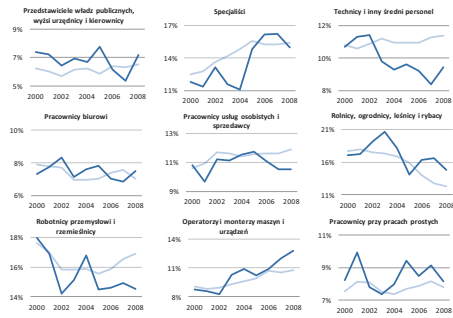 Przedstawiciele władz publicznych,
wyżsi urzędnicy i kierownicy
9%
7%
5%
2000 2002 2004 2006 2008
Specjaliści
17%
14%
11%
2000 2002 2004 2006 2008
Technicy i inny średni personel
12%
10%
8%
2000 2002 2004 2006 2008
Pracownicy biurowi
10%
8%
6%
2000 2002 2004 2006 2008
Pracownicy usług osobistych i
sprzedawcy
13%
11%
9%
2000 2002 2004 2006 2008
Rolnicy, ogrodnicy, leśnicy i rybacy
21%
16%
11%
2000 2002 2004 2006 2008
Robotnicy przemysłowi i
rzemieślnicy
18%
16%
14%
2000 2002 2004 2006 2008
Operatorzy i monterzy maszyn i
urządzeń
14%
11%
8%
2000 2002 2004 2006 2008
Pracownicy przy pracach prostych
11%
9%
7%
2000 2002 2004 2006 2008